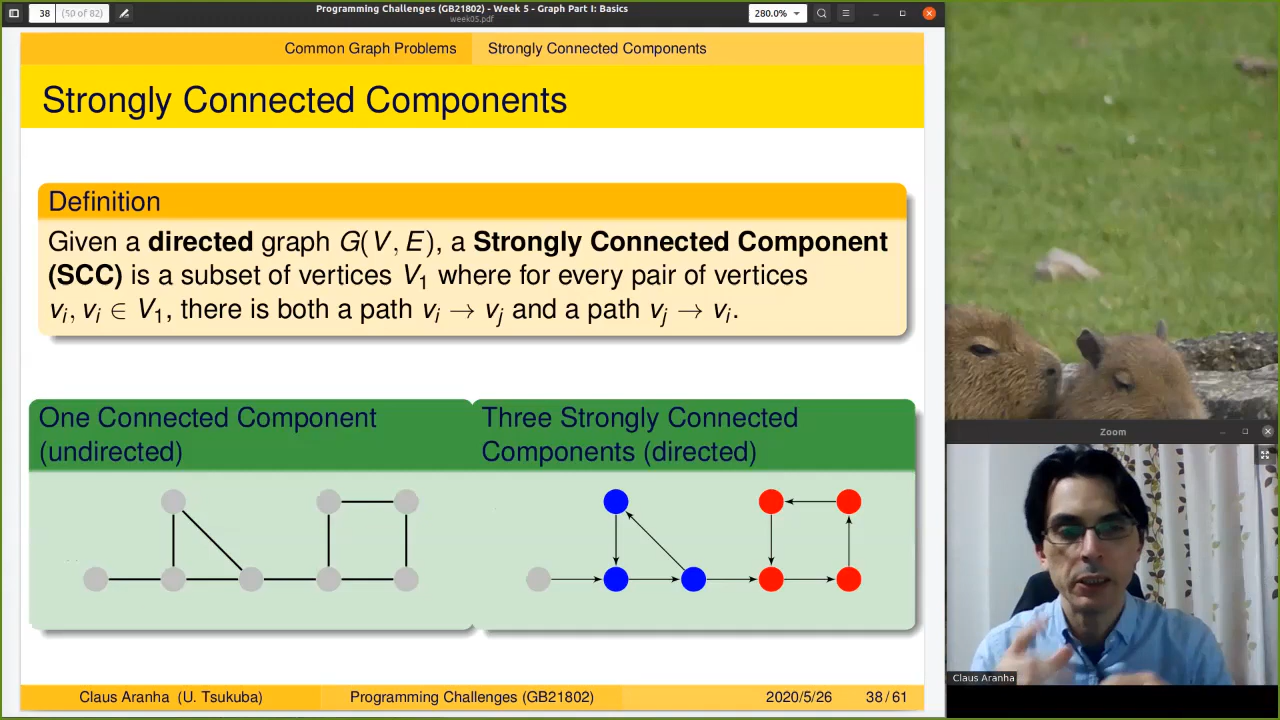 38
(50 of 82)
Programming Challenges (GB21802) - Week 5 - Graph Part I: Basics
week05.pdf
280.0%
Common Graph Problems
Strongly Connected Components
Strongly Connected Components
Definition
Given a directed graph G(V, E), a Strongly Connected Component
(SCC) is a subset of vertices V₁ where for every pair of vertices
vᵢ, vᵢ ∈ V₁, there is both a path vᵢ → vⱼ and a path vⱼ → vᵢ.
One Connected Component
(undirected)
Three Strongly Connected
Components (directed)
Claus Aranha (U. Tsukuba)
Programming Challenges (GB21802)
2020/5/26
38 / 61
Zoom
Claus Aranha